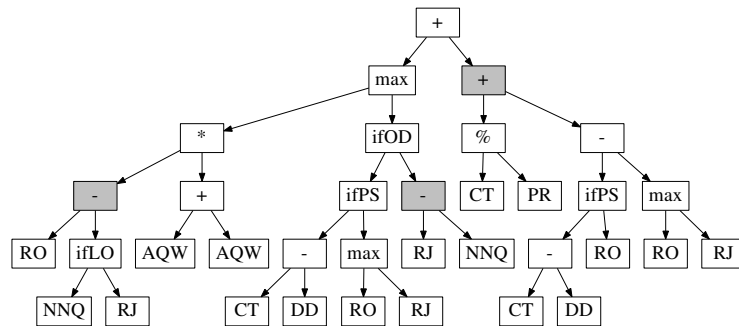 +
max +
* ifOD % -
- + ifPS - CT PR ifPS max
RO ifLO AQW AQW - max RJ NNQ - RO RO RJ
NNQ RJ CT DD RO RJ CT DD